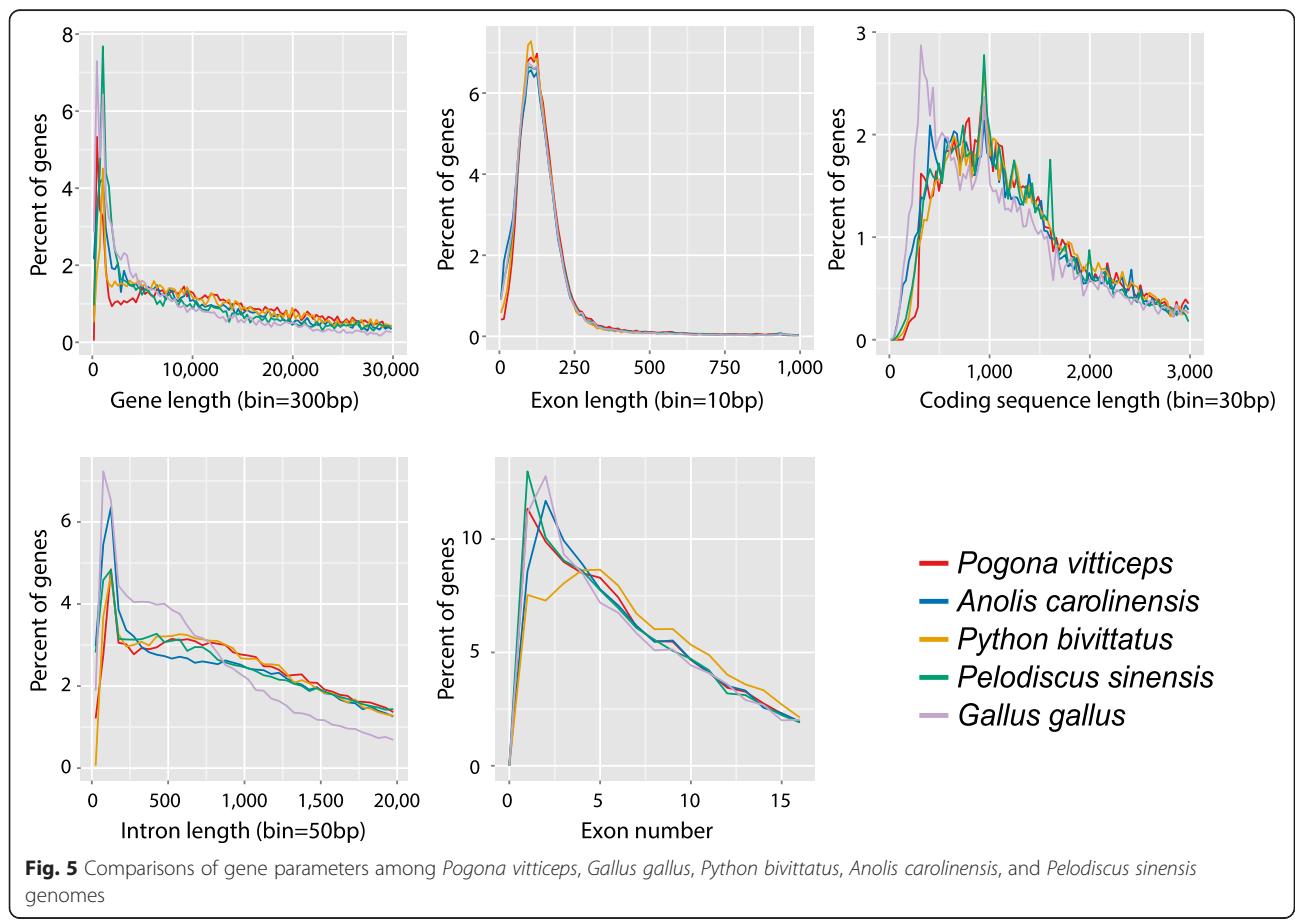 8
6
4
2
0
Percent of genes
0
10,000
20,000
30,000
Gene length (bin=300bp)
6
4
2
0
Percent of genes
0
250
500
750
1,000
Exon length (bin=10bp)
3
2
1
0
Percent of genes
0
1,000
2,000
3,000
Coding sequence length (bin=30bp)
6
4
2
0
Percent of genes
0
500
1,000
1,500
20,00
Intron length (bin=50bp)
10
5
0
Percent of genes
0
5
10
15
Exon number
Pogona vitticeps
Anolis carolinensis
Python bivittatus
Pelodiscus sinensis
Gallus gallus
Fig. 5 Comparisons of gene parameters among Pogona vitticeps, Gallus gallus, Python bivittatus, Anolis carolinensis, and Pelodiscus sinensis
genomes